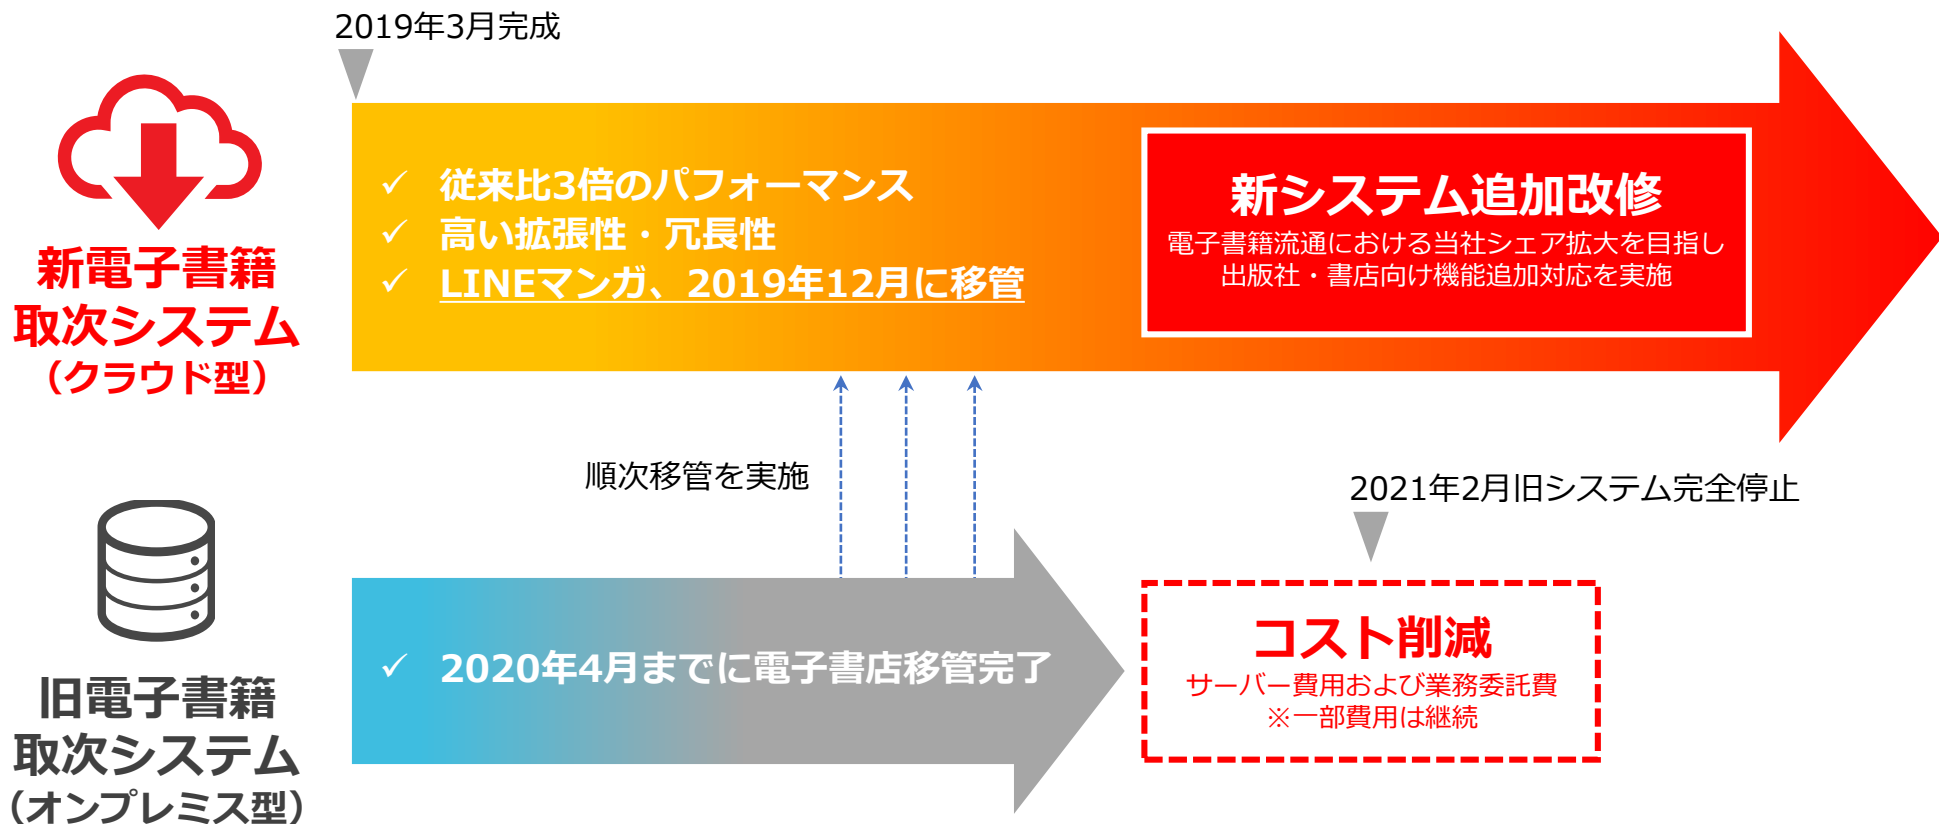 2019年3月完成
新電子書籍
取次システム
（クラウド型）
✓ 従来比3倍のパフォーマンス
✓ 高い拡張性・冗長性
✓ LINEマンガ、2019年12月に移管
新システム追加改修
電子書籍流通における当社シェア拡大を目指し
出版社・書店向け機能追加対応を実施
順次移管を実施
2021年2月旧システム完全停止
旧電子書籍
取次システム
（オンプレミス型）
✓ 2020年4月までに電子書店移管完了
コスト削減
サーバー費用および業務委託費
※一部費用は継続